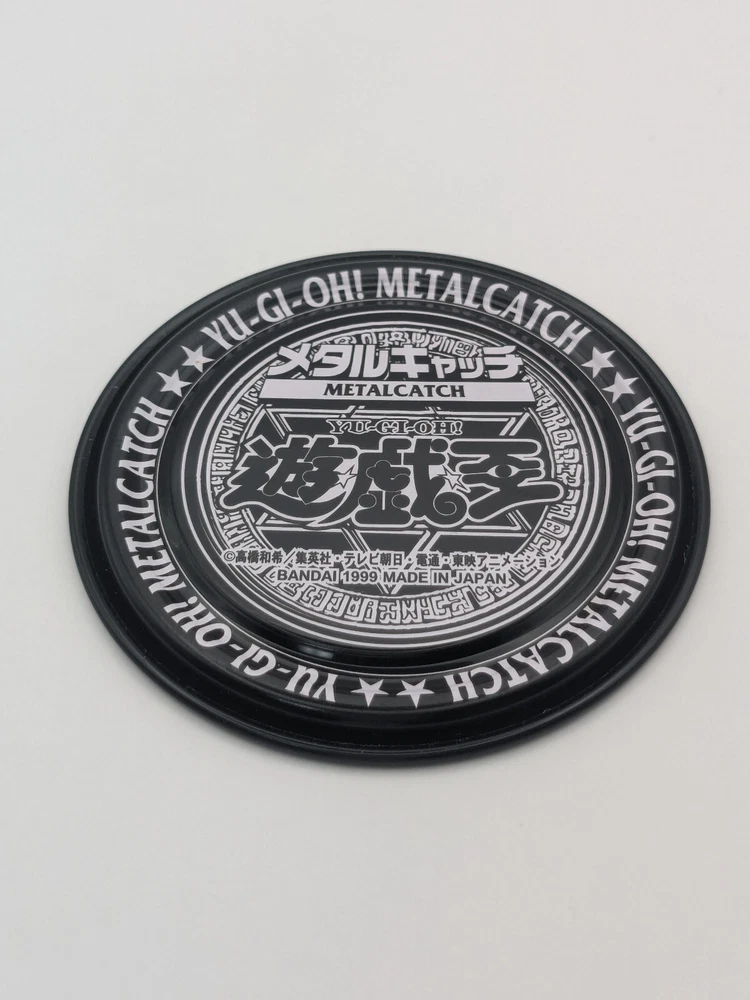 YU-GI-OH! METALCATCH ★★
YU-GI-OH! METALCATCH ★★
YU-GI-OH! METALCATCH ★★
メタルキャッチ
METALCATCH
YU-GI-OH!
遊☆戯☆王
©高橋和希/集英社・テレビ朝日・電通・東映アニメーション
BANDAI 1999 MADE IN JAPAN